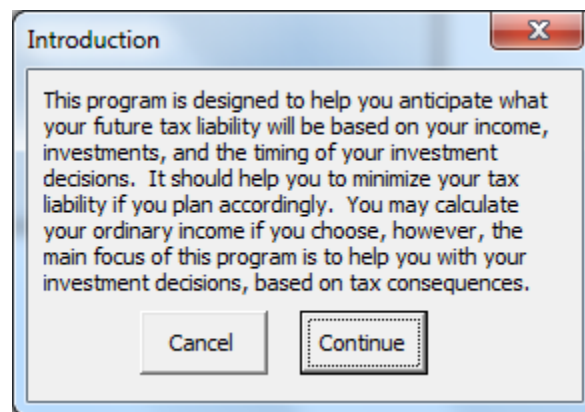 Introduction
This program is designed to help you anticipate what
your future tax liability will be based on your income,
investments, and the timing of your investment
decisions.  It should help you to minimize your tax
liability if you plan accordingly.  You may calculate
your ordinary income if you choose, however, the
main focus of this program is to help you with your
investment decisions, based on tax consequences.
Cancel
Continue